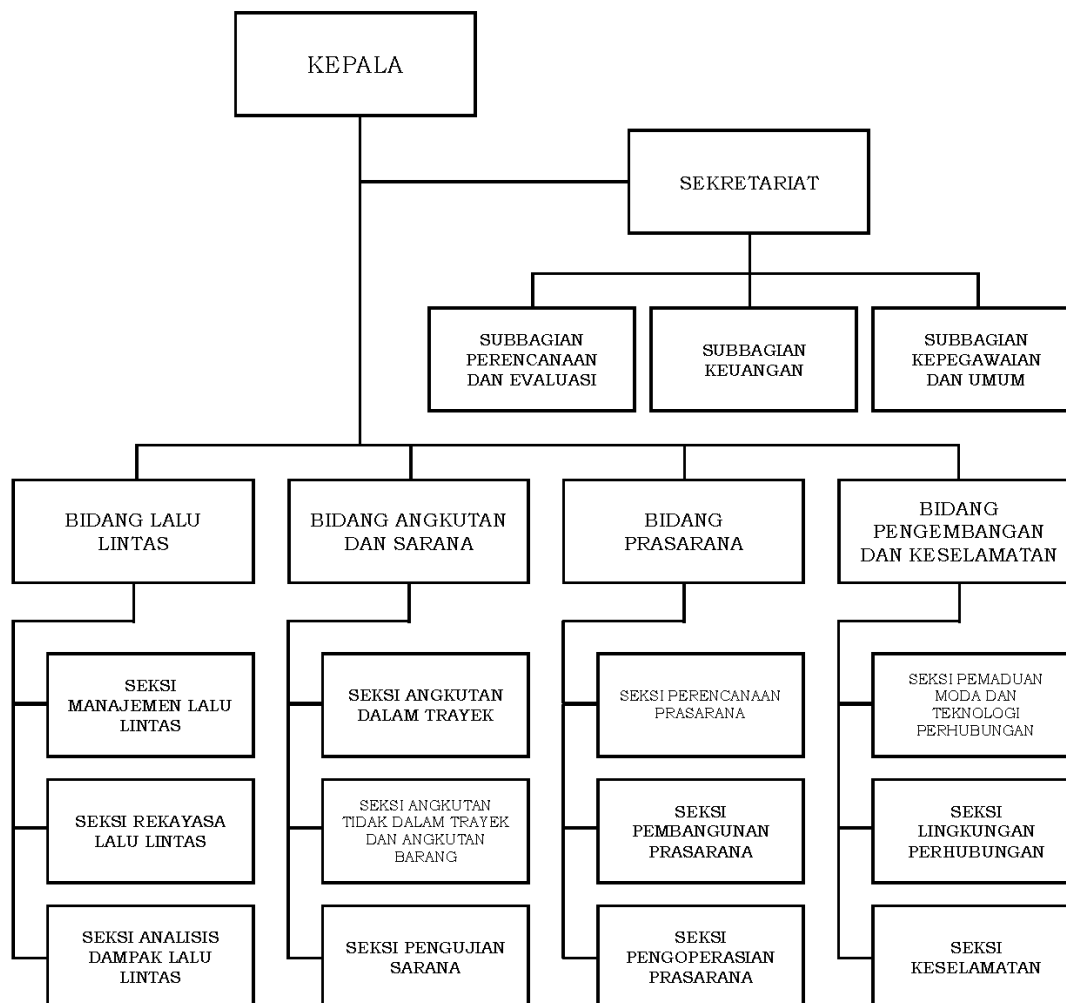 KEPALA
SEKRETARIAT
SUBBAGIAN
PERENCANAAN
DAN EVALUASI
SUBBAGIAN
KEUANGAN
SUBBAGIAN
KEPEGAWAIAN
DAN UMUM
BIDANG LALU
LINTAS
BIDANG ANGKUTAN
DAN SARANA
BIDANG
PRASARANA
BIDANG
PENGEMBANGAN
DAN KESELAMATAN
SEKSI
MANAJEMEN LALU
LINTAS
SEKSI REKAYASA
LALU LINTAS
SEKSI ANALISIS
DAMPAK LALU
LINTAS
SEKSI ANGKUTAN
DALAM TRAYEK
SEKSI ANGKUTAN
TIDAK DALAM TRAYEK
DAN ANGKUTAN
BARANG
SEKSI PENGUJIAN
SARANA
SEKSI PERENCANAAN
PRASARANA
SEKSI
PEMBANGUNAN
PRASARANA
SEKSI
PENGOPERASIAN
PRASARANA
SEKSI PEMADUAN
MODA DAN
TEKNOLOGI
PERHUBUNGAN
SEKSI
LINGKUNGAN
PERHUBUNGAN
SEKSI
KESELAMATAN